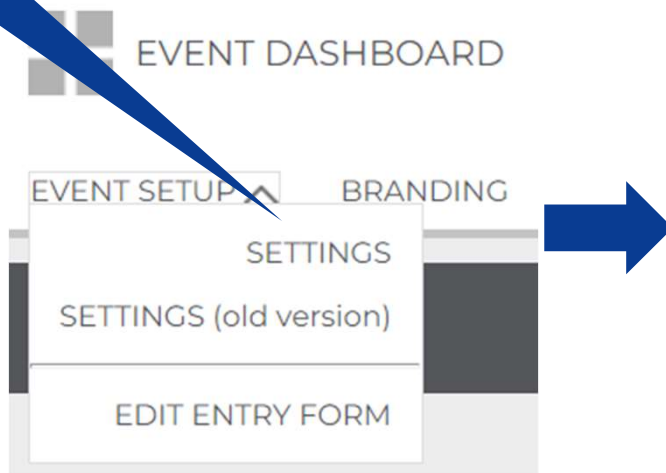 EVENT DASHBOARD
EVENT SETUP BRANDING
SETTINGS
SETTINGS (old version)
EDIT ENTRY FORM